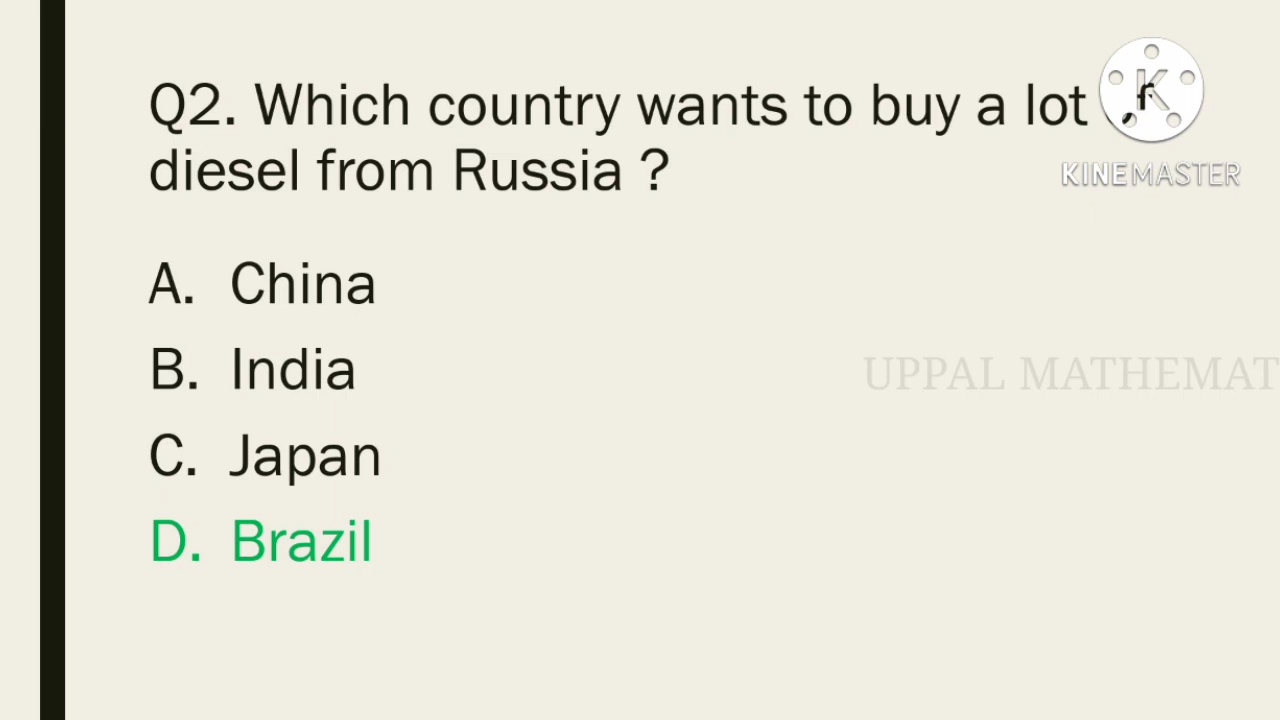 Q2. Which country wants to buy a lot
diesel from Russia ?
KINEMASTER
A. China
B. India
UPPAL MATHEMAT
C. Japan
D. Brazil